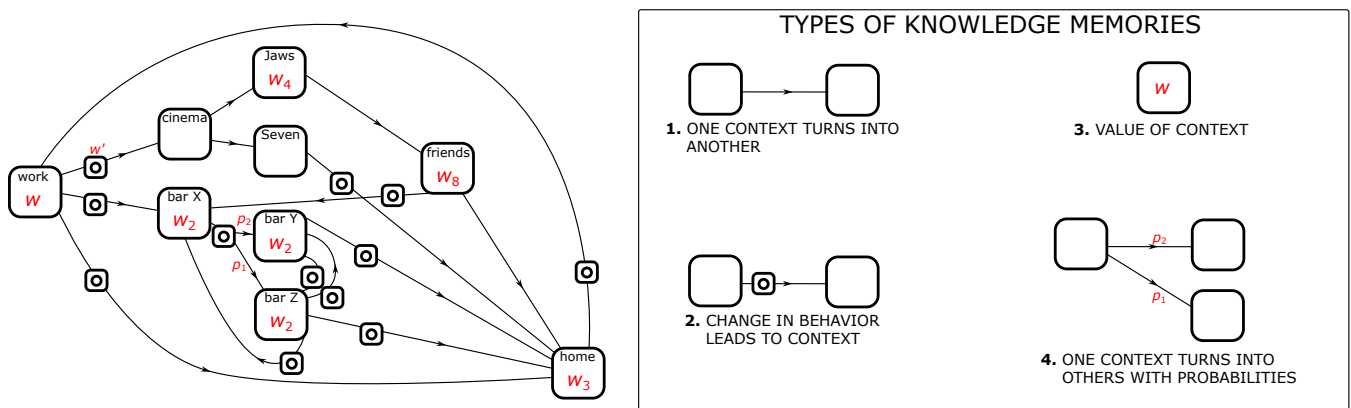 Jaws
w₄
cinema
Seven
w'
friends
w₈
work
w
bar X
w₂
p₂
bar Y
w₂
p₁
bar Z
w₂
home
w₃
TYPES OF KNOWLEDGE MEMORIES
1. ONE CONTEXT TURNS INTO
ANOTHER
w
3. VALUE OF CONTEXT
2. CHANGE IN BEHAVIOR
LEADS TO CONTEXT
p₂
p₁
4. ONE CONTEXT TURNS INTO
OTHERS WITH PROBABILITIES